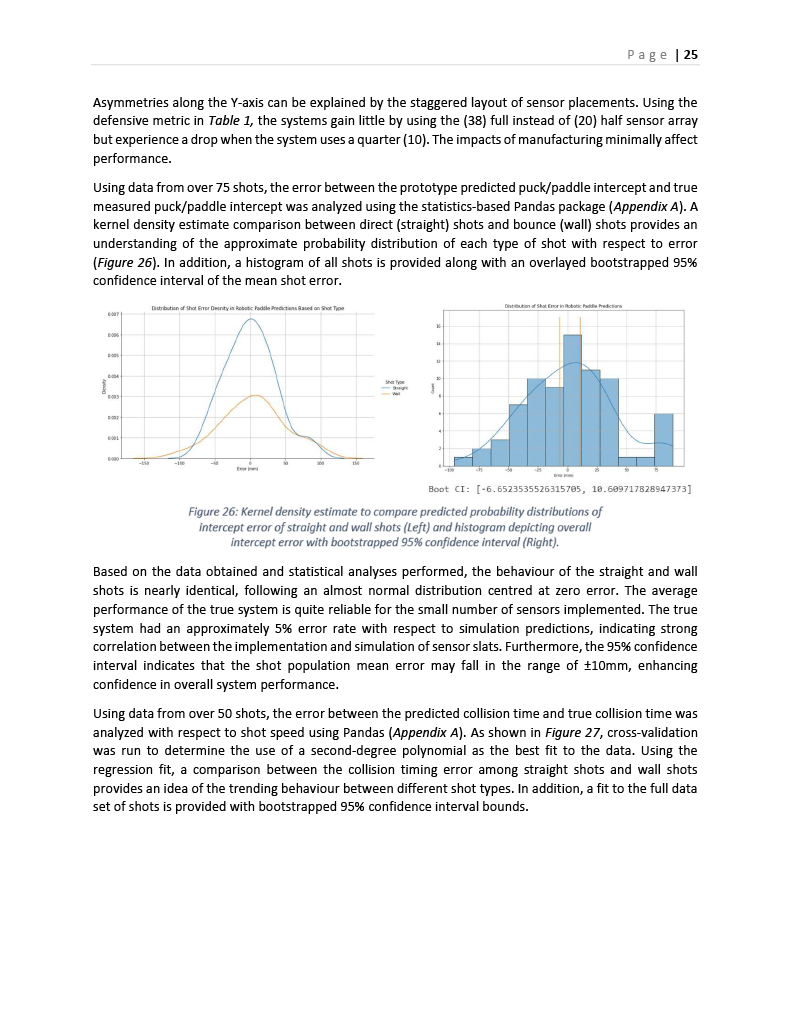 Page | 25
Asymmetries along the Y-axis can be explained by the staggered layout of sensor placements. Using the
defensive metric in Table 1, the systems gain little by using the (38) full instead of (20) half sensor array
but experience a drop when the system uses a quarter (10). The impacts of manufacturing minimally affect
performance.
Using data from over 75 shots, the error between the prototype predicted puck/paddle intercept and true
measured puck/paddle intercept was analyzed using the statistics-based Pandas package (Appendix A). A
kernel density estimate comparison between direct (straight) shots and bounce (wall) shots provides an
understanding of the approximate probability distribution of each type of shot with respect to error
(Figure 26). In addition, a histogram of all shots is provided along with an overlayed bootstrapped 95%
confidence interval of the mean shot error.
Distribution of Shot Error Desnity in Robotic Paddle Predictions Based on Shot Type
0.007
0.006
0.005
0.004
0.003
0.002
0.001
0.000
Density
-150 -100 -50 0 50 100 150
Error (mm)
Shot Type
Straight
Wall
Distribution of Shot Error in Robotic Paddle Predictions
16
14
12
10
8
6
4
2
0
Count
-100 -75 -50 -25 0 25 50 75
Error (mm)
Boot CI: [-6.6523535526315705, 10.609717828947373]
Figure 26: Kernel density estimate to compare predicted probability distributions of
intercept error of straight and wall shots (Left) and histogram depicting overall
intercept error with bootstrapped 95% confidence interval (Right).
Based on the data obtained and statistical analyses performed, the behaviour of the straight and wall
shots is nearly identical, following an almost normal distribution centred at zero error. The average
performance of the true system is quite reliable for the small number of sensors implemented. The true
system had an approximately 5% error rate with respect to simulation predictions, indicating strong
correlation between the implementation and simulation of sensor slats. Furthermore, the 95% confidence
interval indicates that the shot population mean error may fall in the range of ±10mm, enhancing
confidence in overall system performance.
Using data from over 50 shots, the error between the predicted collision time and true collision time was
analyzed with respect to shot speed using Pandas (Appendix A). As shown in Figure 27, cross-validation
was run to determine the use of a second-degree polynomial as the best fit to the data. Using the
regression fit, a comparison between the collision timing error among straight shots and wall shots
provides an idea of the trending behaviour between different shot types. In addition, a fit to the full data
set of shots is provided with bootstrapped 95% confidence interval bounds.